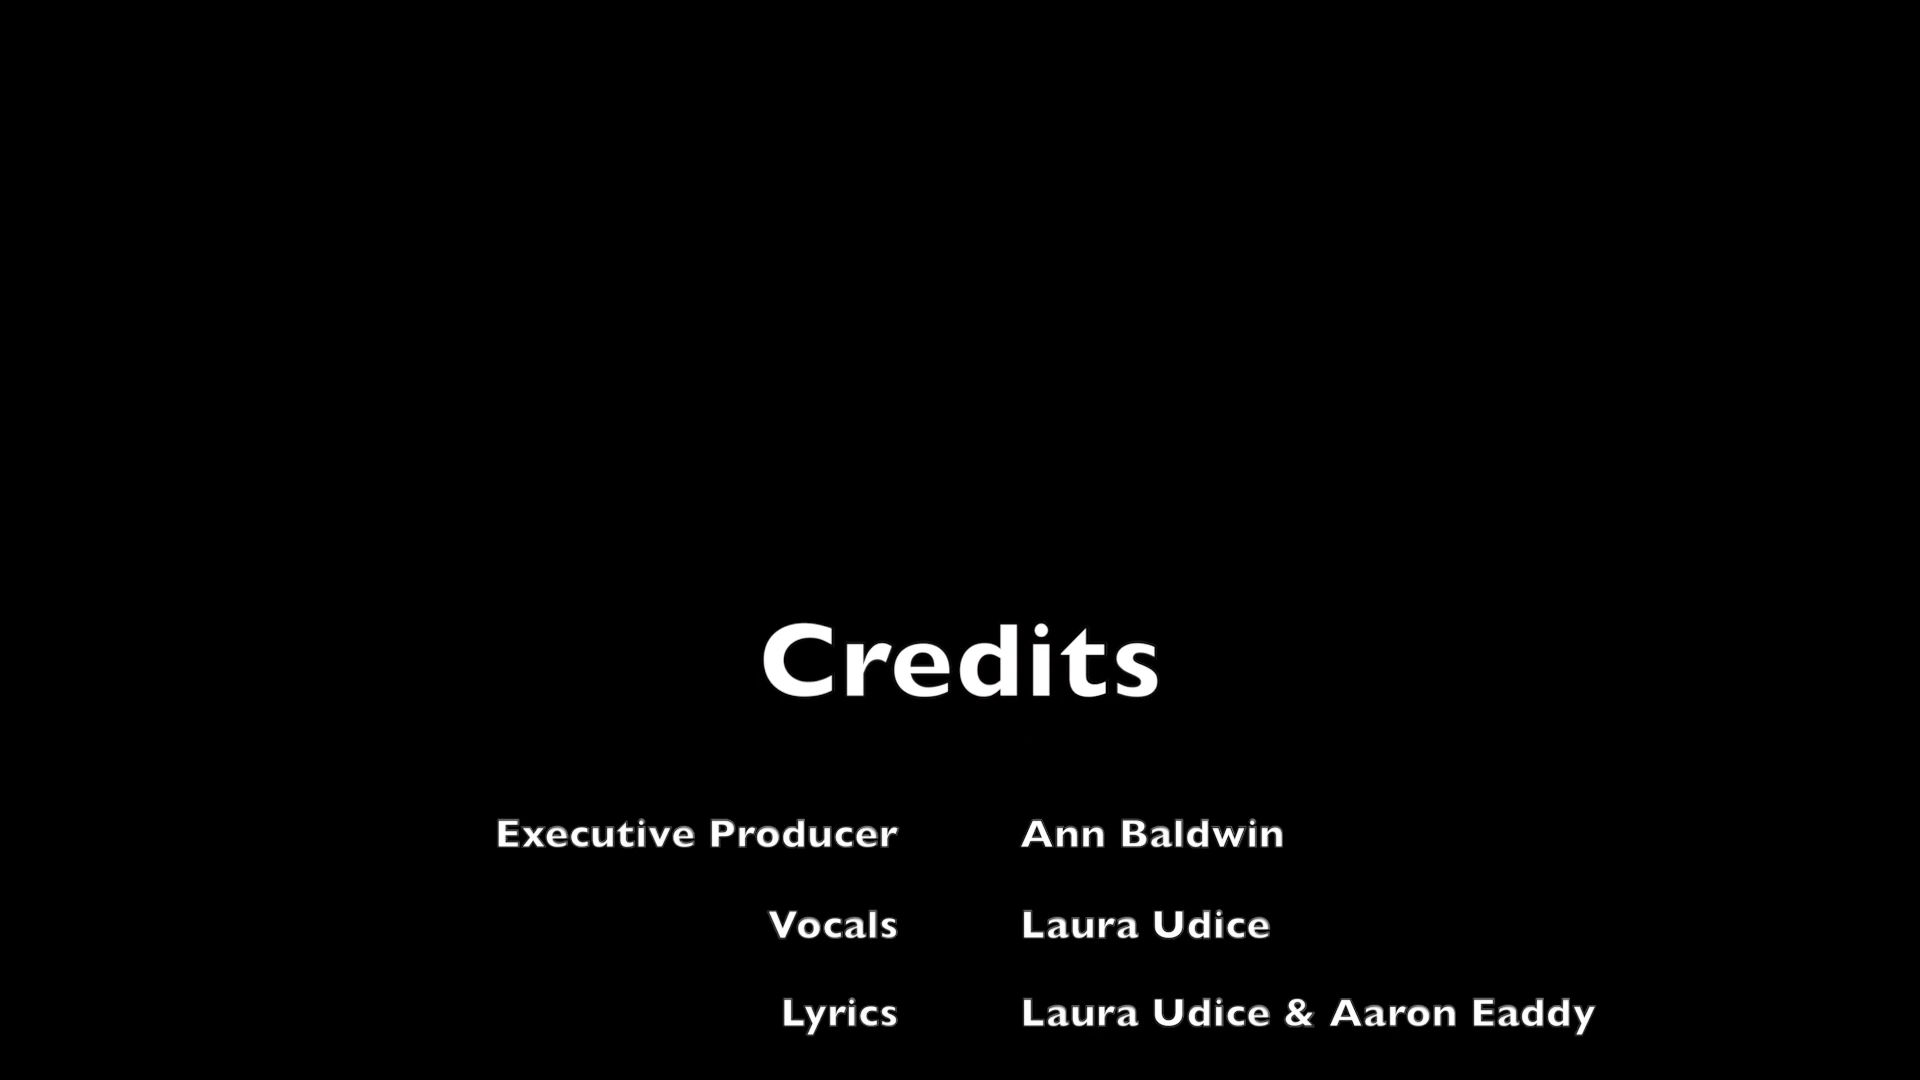 Credits
Executive Producer Ann Baldwin
Vocals Laura Udice
Lyrics Laura Udice & Aaron Eaddy